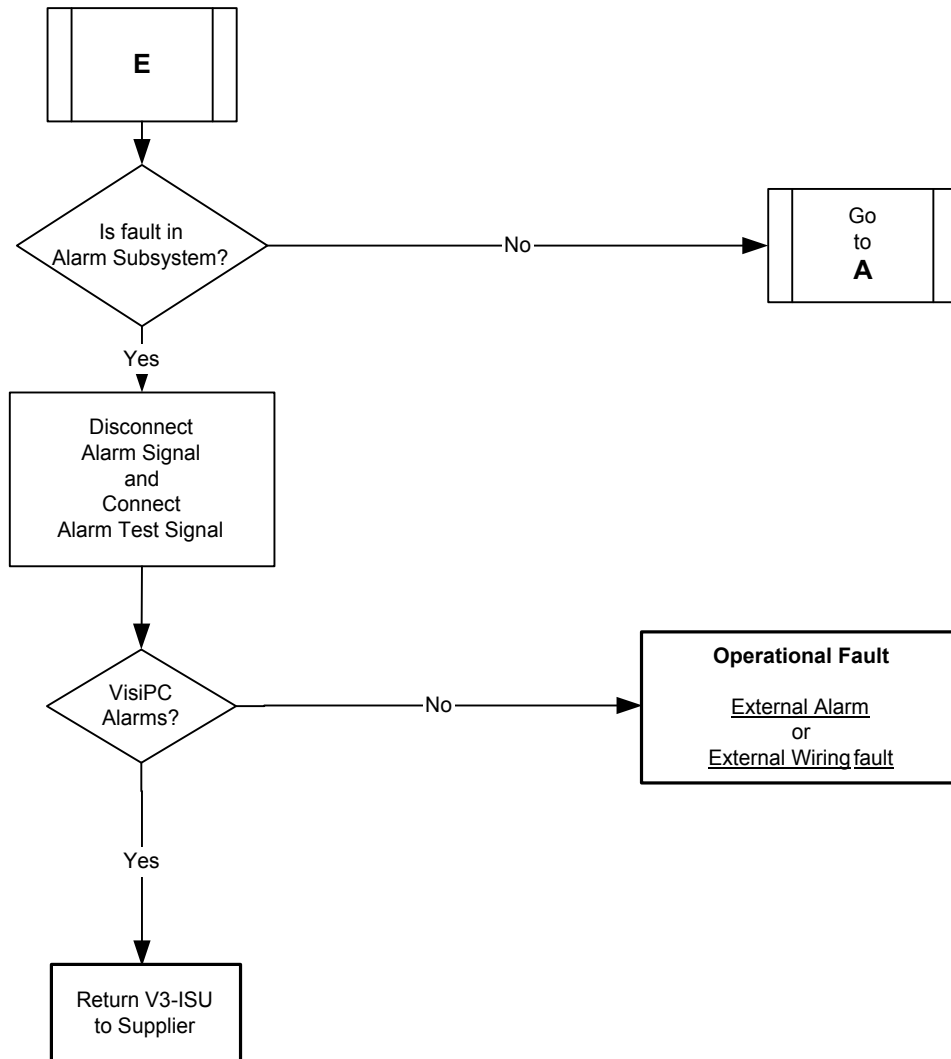 E
Is fault in
Alarm Subsystem?
No
Go
to
A
Yes
Disconnect
Alarm Signal
and
Connect
Alarm Test Signal
VisiPC
Alarms?
No
Operational Fault
External Alarm
or
External Wiring fault
Yes
Return V3-ISU
to Supplier